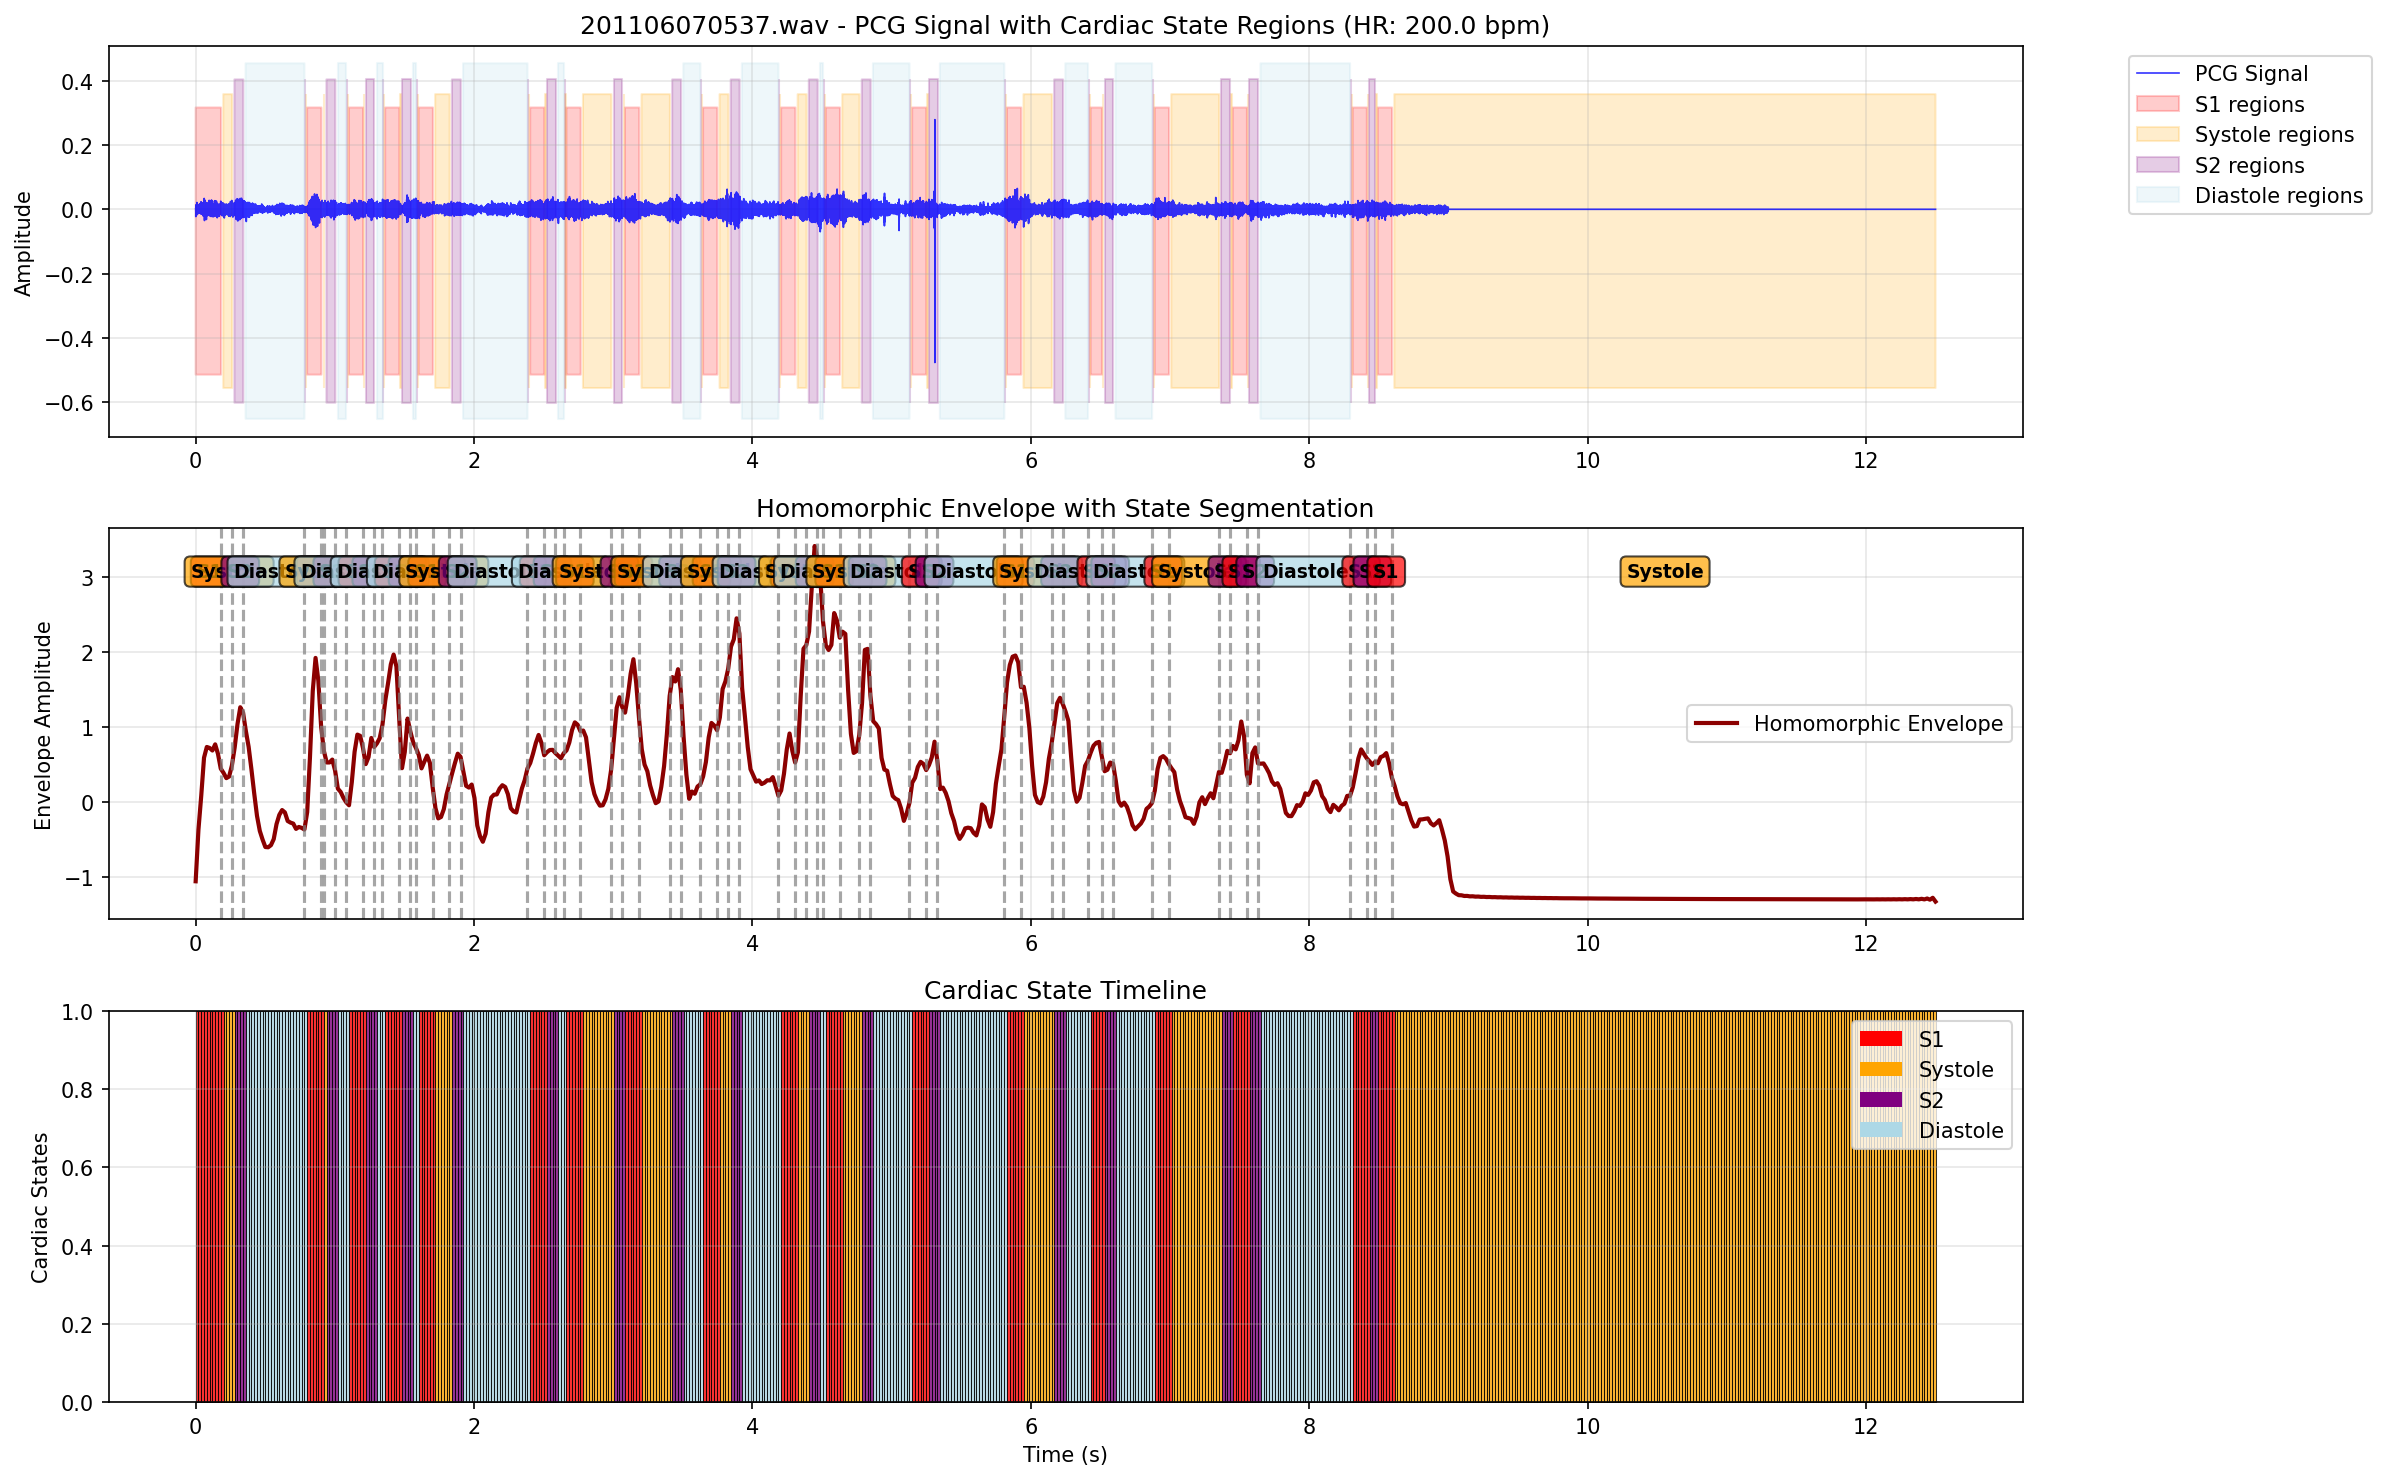 201106070537.wav - PCG Signal with Cardiac State Regions (HR: 200.0 bpm)
Amplitude
0.4
0.2
0.0
−0.2
−0.4
−0.6
0 2 4 6 8 10 12
PCG Signal
S1 regions
Systole regions
S2 regions
Diastole regions
Homomorphic Envelope with State Segmentation
Envelope Amplitude
3
2
1
0
−1
Systole
S1
Diastole
Homomorphic Envelope
0 2 4 6 8 10 12
Cardiac State Timeline
Cardiac States
1.0
0.8
0.6
0.4
0.2
0.0
S1
Systole
S2
Diastole
0 2 4 6 8 10 12
Time (s)